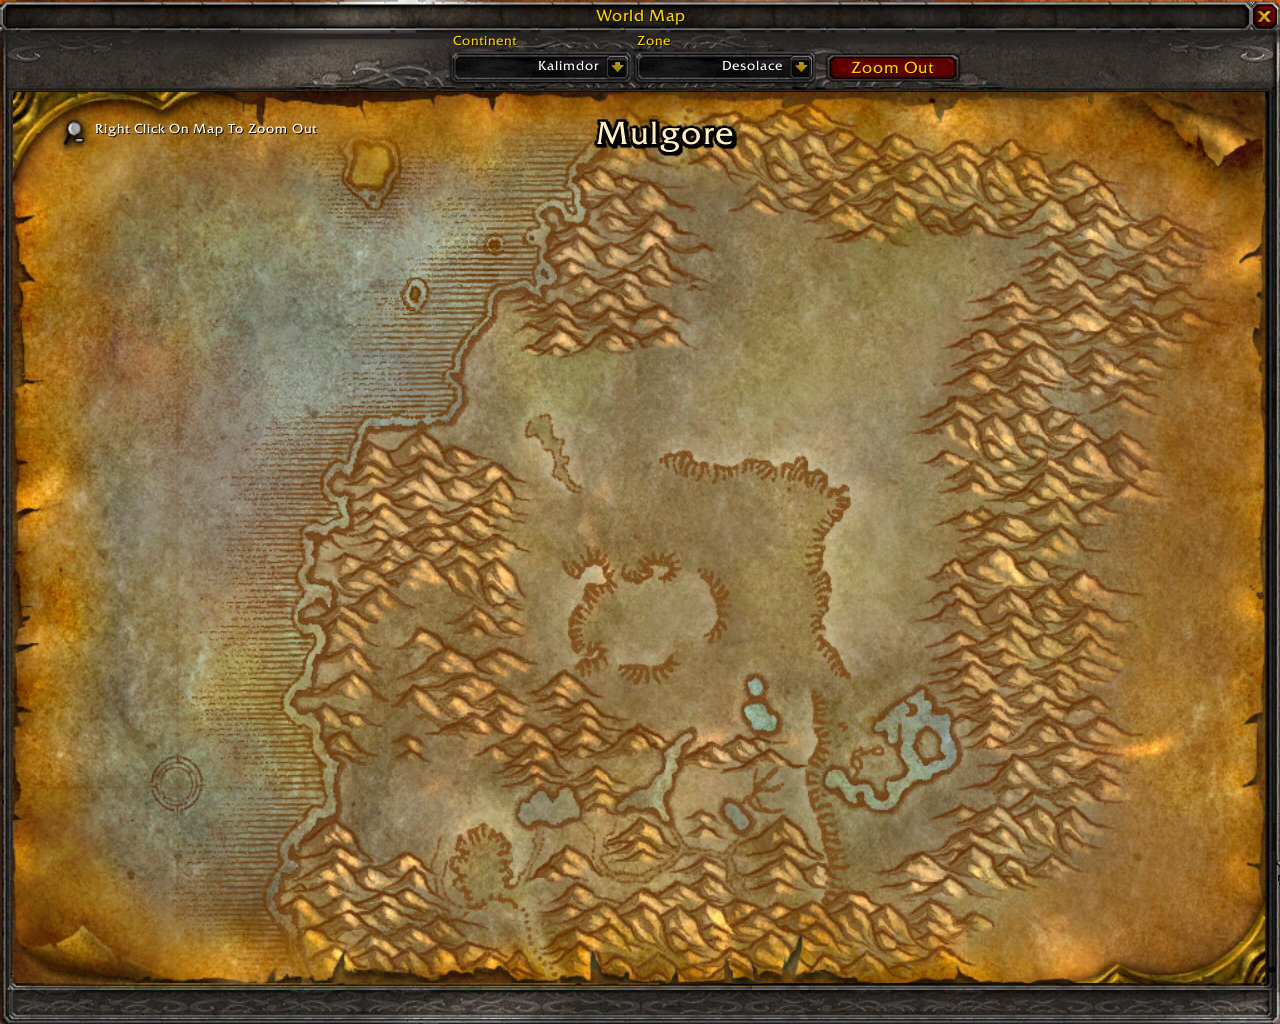 World Map
Continent
Zone
Kalimdor
Desolace
Zoom Out
Right Click On Map To Zoom Out
Mulgore